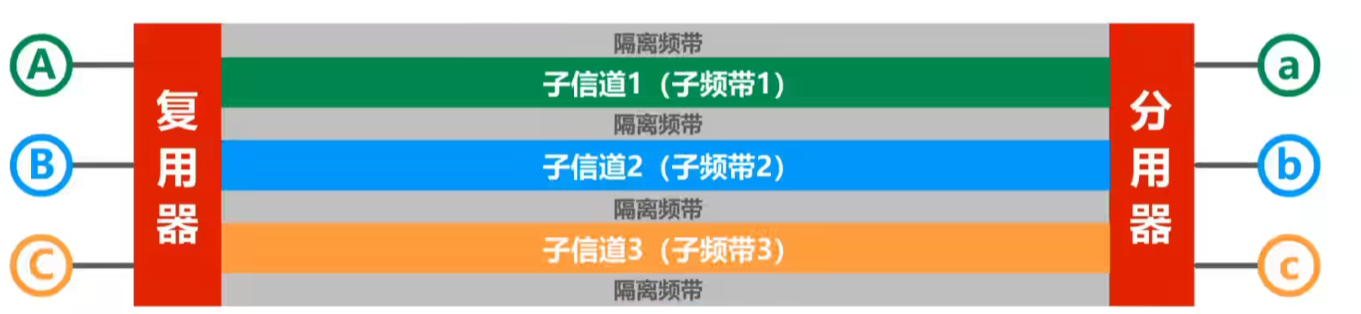 A
B
C
复用器
隔离频带
子信道1（子频带1）
隔离频带
子信道2（子频带2）
隔离频带
子信道3（子频带3）
隔离频带
分用器
a
b
c